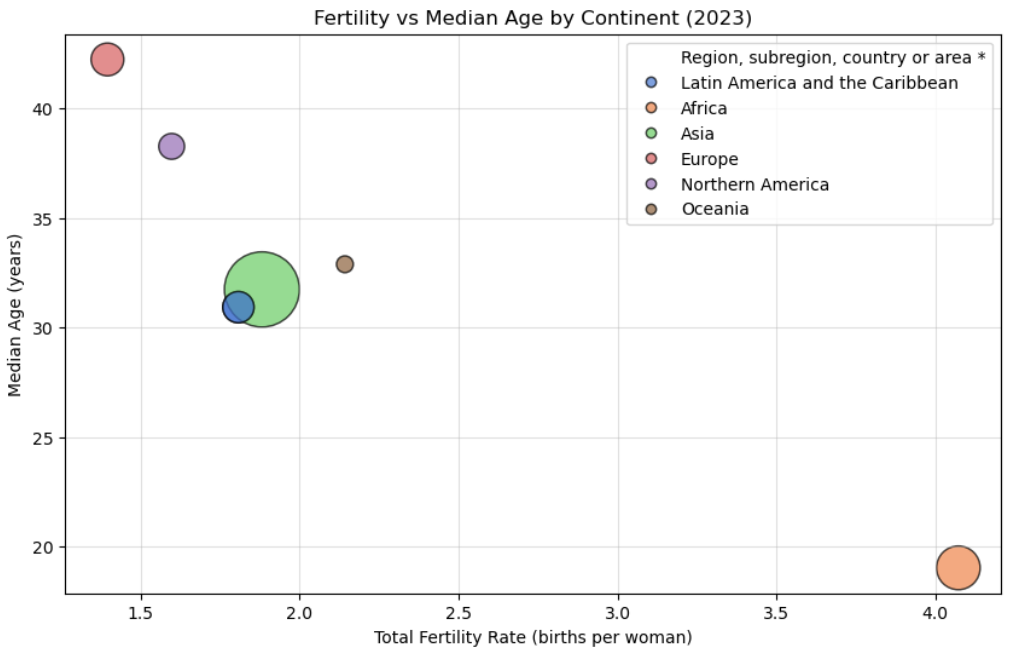 Fertility vs Median Age by Continent (2023)
Region, subregion, country or area *
Latin America and the Caribbean
Africa
Asia
Europe
Northern America
Oceania
Median Age (years)
40
35
30
25
20
1.5 2.0 2.5 3.0 3.5 4.0
Total Fertility Rate (births per woman)